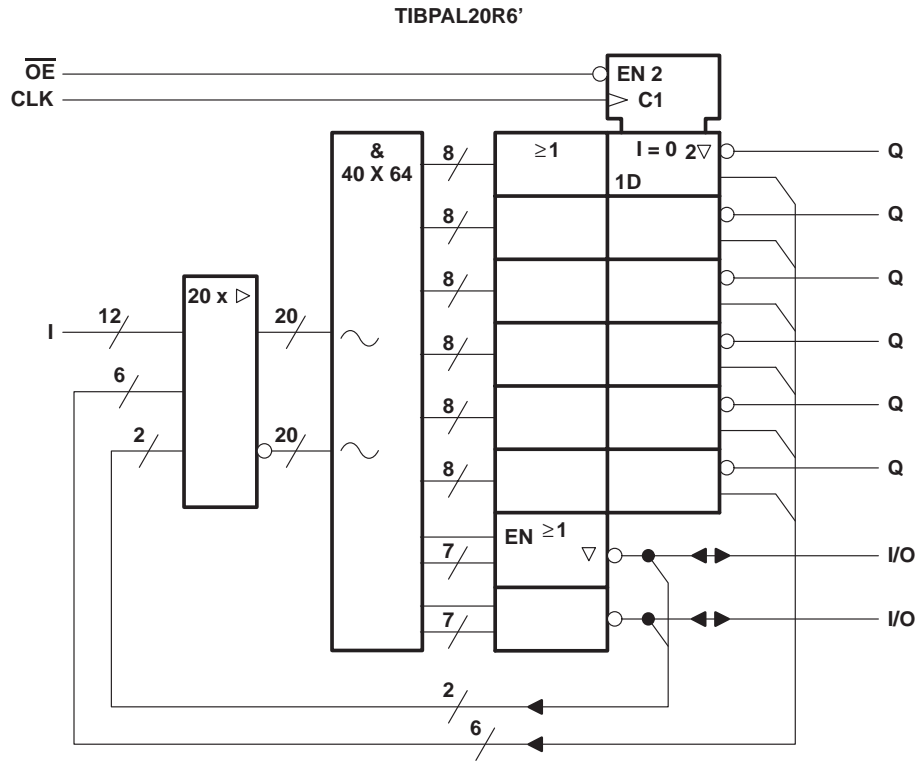 TIBPAL20R6'
OE
EN 2
CLK
C1
&
40 X 64
8
≥1
I = 0 2▽
Q
1D
8
Q
8
Q
20 x ▷
I
12
20
8
Q
6
8
Q
2
20
8
Q
EN ≥1
▽
7
I/O
7
I/O
2
6